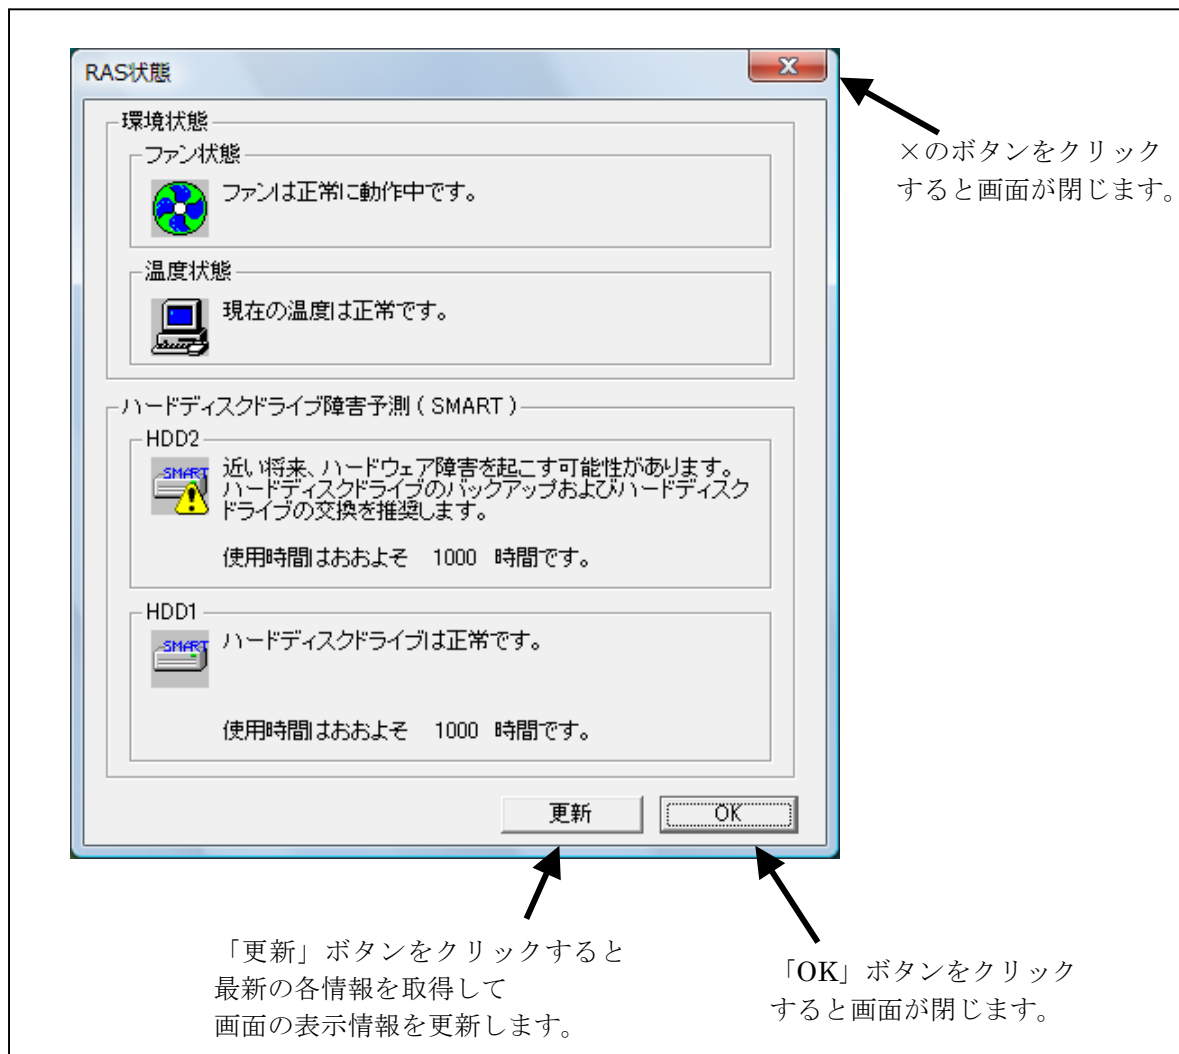 RAS状態
×のボタンをクリック
すると画面が閉じます。
環境状態
ファン状態
ファンは正常に動作中です。
温度状態
現在の温度は正常です。
ハードディスクドライブ障害予測 ( SMART )
HDD2
SMART
近い将来、ハードウェア障害を起こす可能性があります。
ハードディスクドライブのバックアップおよびハードディスク
ドライブの交換を推奨します。
使用時間はおおよそ 1000 時間です。
HDD1
SMART
ハードディスクドライブは正常です。
使用時間はおおよそ 1000 時間です。
更新
OK
「更新」ボタンをクリックすると
最新の各情報を取得して
画面の表示情報を更新します。
「OK」ボタンをクリック
すると画面が閉じます。